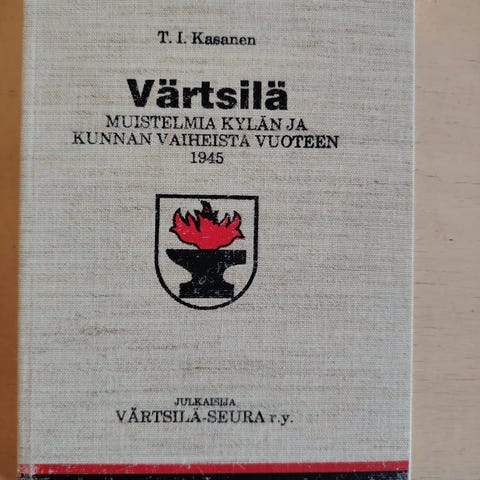 T. I. Kasanen
Värtsilä
MUISTELMIA KYLÄN JA
KUNNAN VAIHEISTA VUOTEEN
1945
JULKAISIJA
VÄRTSILÄ-SEURA r.y.